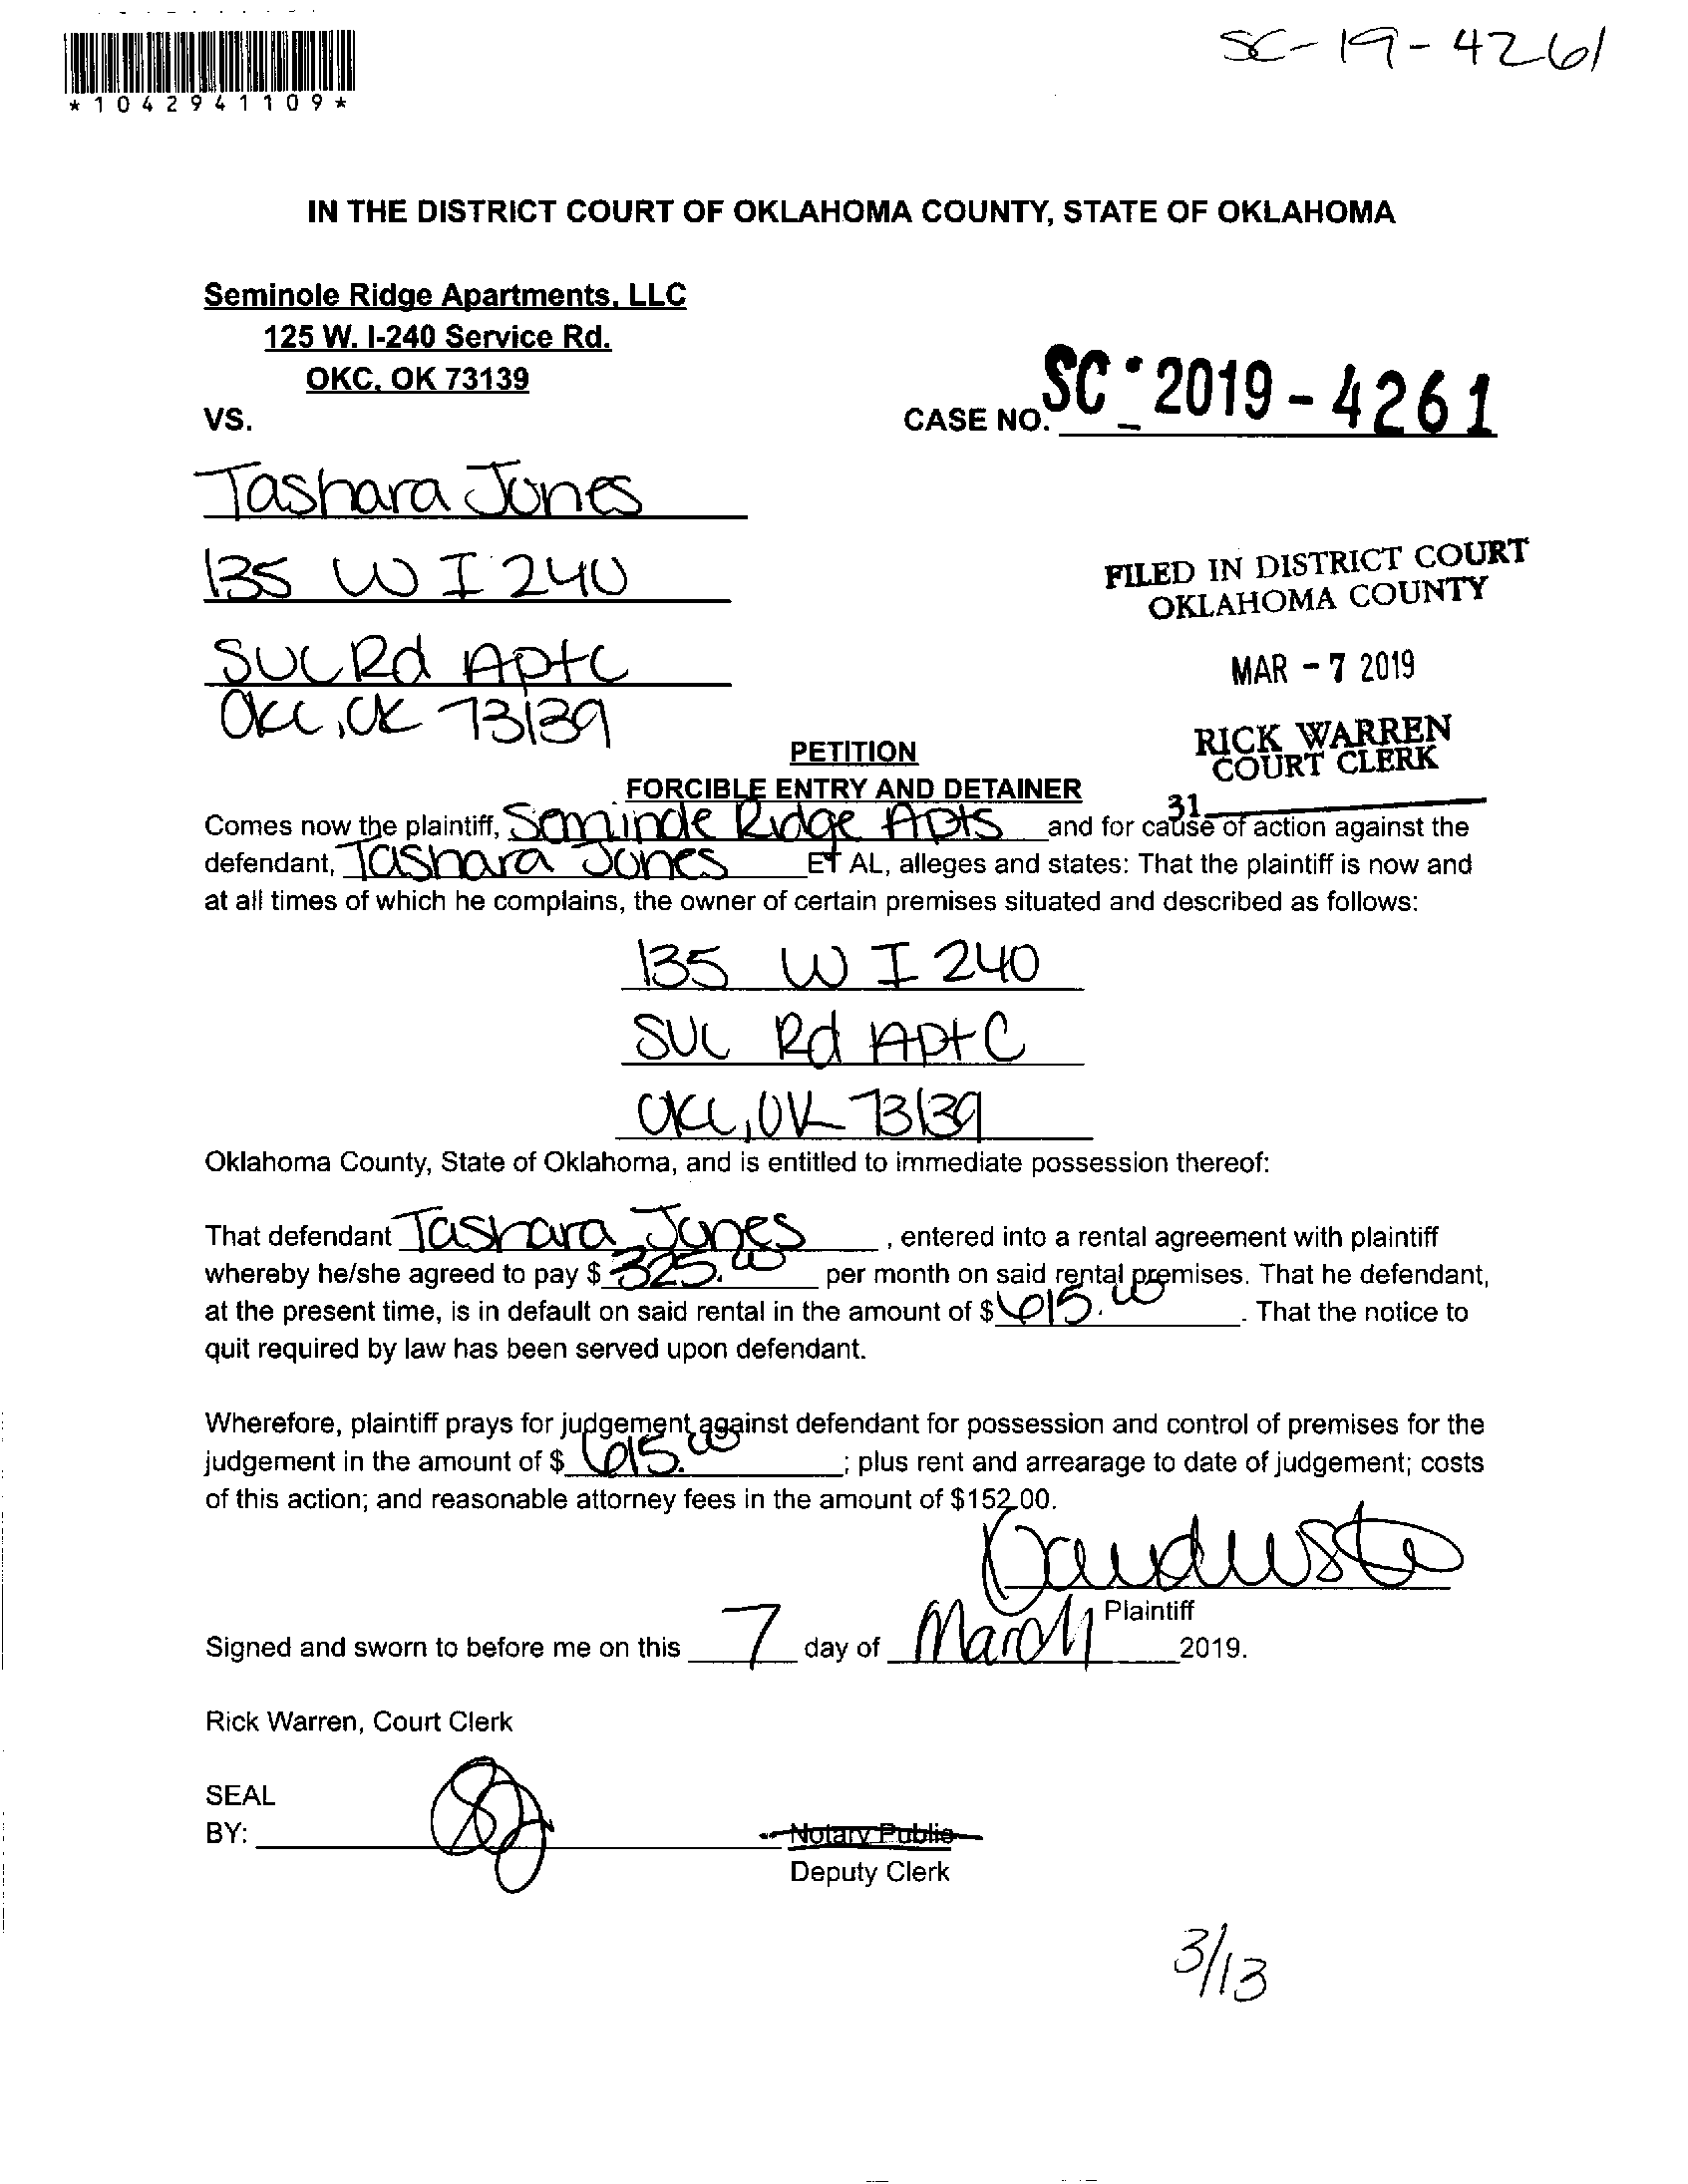 SC-19-4261
*1042941109*
IN THE DISTRICT COURT OF OKLAHOMA COUNTY, STATE OF OKLAHOMA
Seminole Ridge Apartments, LLC
125 W. I-240 Service Rd.
OKC, OK 73139
VS.
CASE NO. SC-2019-4261
Tashara Jones
135 W I 240
SVC Rd Apt C
OKC, OK 73139
FILED IN DISTRICT COURT
OKLAHOMA COUNTY
MAR -7 2019
RICK WARREN
COURT CLERK
31
PETITION
FORCIBLE ENTRY AND DETAINER
Comes now the plaintiff, Seminole Ridge Apts and for cause of action against the
defendant, Tashara Jones ET AL, alleges and states: That the plaintiff is now and
at all times of which he complains, the owner of certain premises situated and described as follows:
135 W I 240
SVC Rd Apt C
OKC, OK 73139
Oklahoma County, State of Oklahoma, and is entitled to immediate possession thereof:
That defendant Tashara Jones, entered into a rental agreement with plaintiff
whereby he/she agreed to pay $ 325.00 per month on said rental premises. That he defendant,
at the present time, is in default on said rental in the amount of $ 615.00. That the notice to
quit required by law has been served upon defendant.
Wherefore, plaintiff prays for judgement against defendant for possession and control of premises for the
judgement in the amount of $ 615.00; plus rent and arrearage to date of judgement; costs
of this action; and reasonable attorney fees in the amount of $152.00.
Plaintiff
Signed and sworn to before me on this 7 day of March 2019.
Rick Warren, Court Clerk
SEAL
BY:
Notary Public
Deputy Clerk
3/13